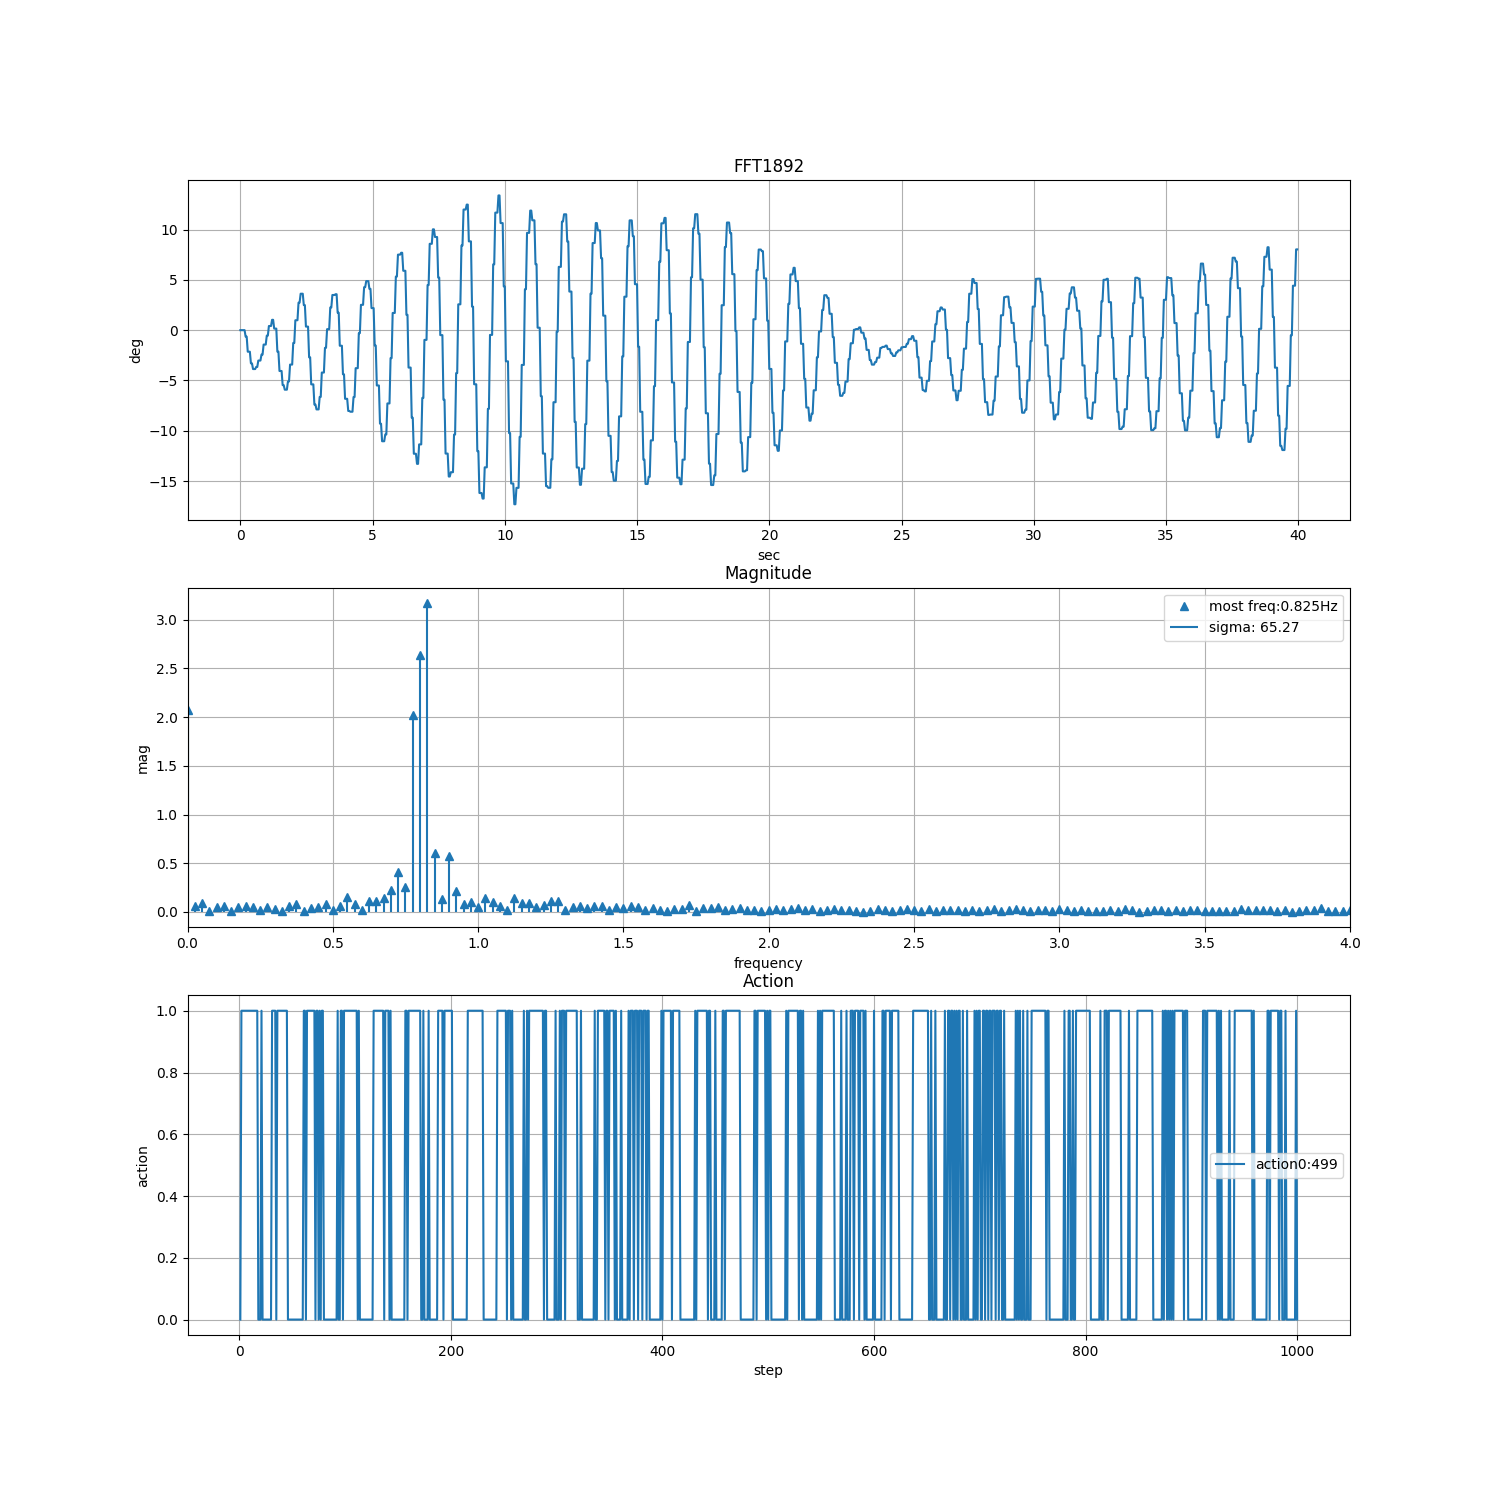 FFT1892
10
5
0
−5
−10
−15
deg
0 5 10 15 20 25 30 35 40
sec
Magnitude
3.0
2.5
2.0
1.5
1.0
0.5
0.0
mag
most freq:0.825Hz
sigma: 65.27
0.0 0.5 1.0 1.5 2.0 2.5 3.0 3.5 4.0
frequency
Action
1.0
0.8
0.6
0.4
0.2
0.0
action
action0:499
0 200 400 600 800 1000
step